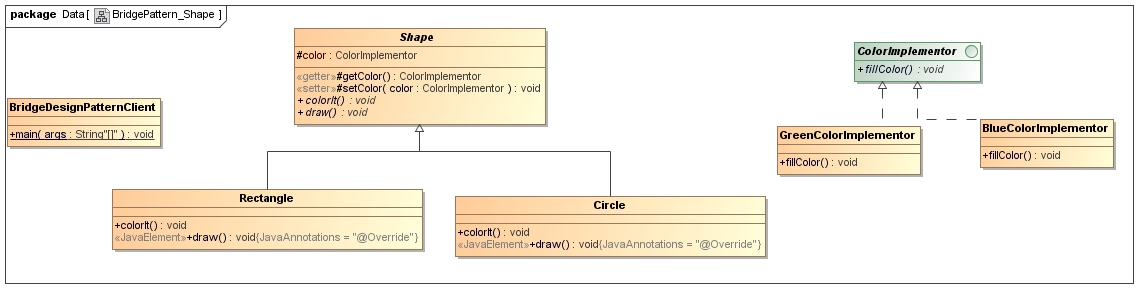 package Data [ BridgePattern_Shape ]
Shape
#color : ColorImplementor
«getter»#getColor() : ColorImplementor
«setter»#setColor( color : ColorImplementor ) : void
+colorIt() : void
+draw() : void
ColorImplementor
+fillColor() : void
BridgeDesignPatternClient
+main( args : String"[]" ) : void
GreenColorImplementor
+fillColor() : void
BlueColorImplementor
+fillColor() : void
Rectangle
+colorIt() : void
«JavaElement»+draw() : void{JavaAnnotations = "@Override"}
Circle
+colorIt() : void
«JavaElement»+draw() : void{JavaAnnotations = "@Override"}